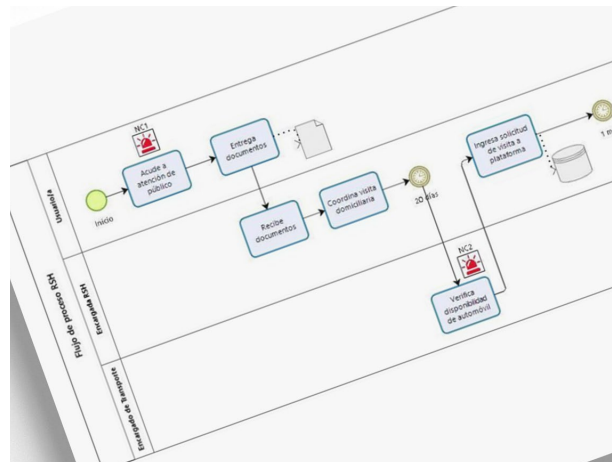 Flujo de proceso RSH
Usuario/a
Inicio
NC1
Acude a
atención de
público
Entrega
documentos
Encargada RSH
Recibe
documentos
Coordina visita
domiciliaria
20 días
Ingresa solicitud
de visita a
plataforma
1 m
Encargado de Transporte
NC2
Verifica
disponibilidad
de automóvil